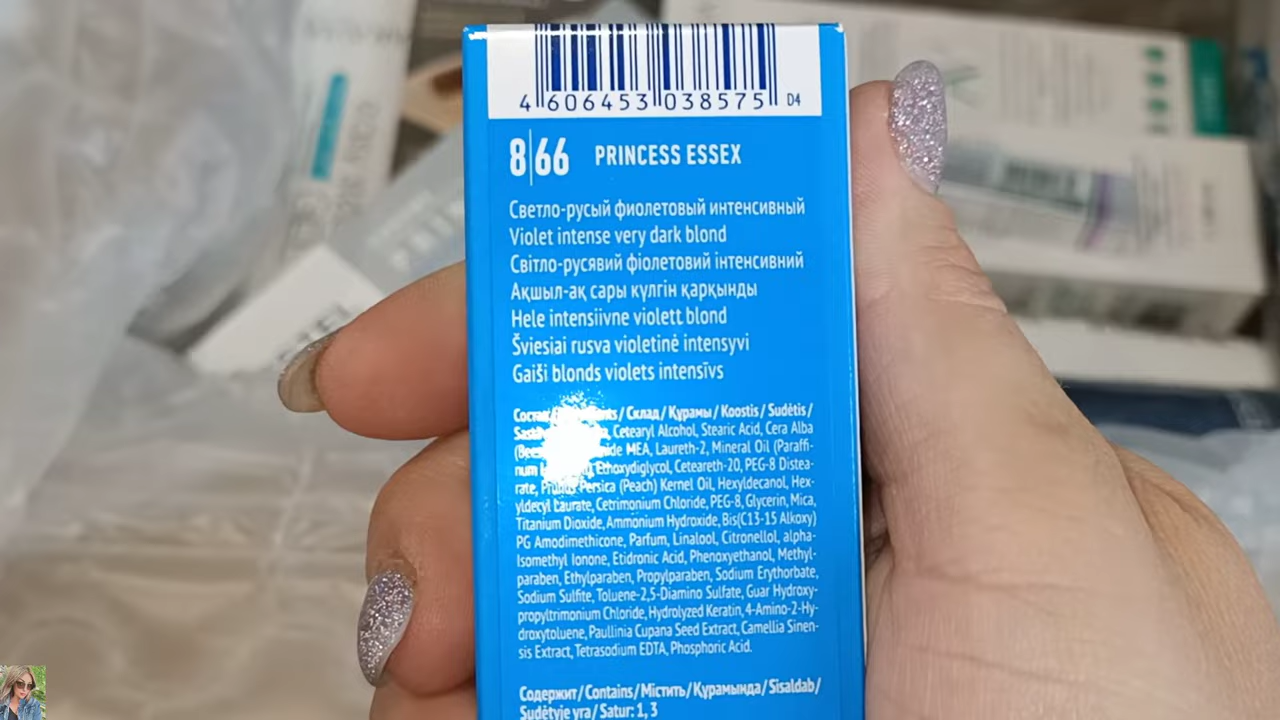 4 606453 038575 D4
8|66 PRINCESS ESSEX
Светло-русый фиолетовый интенсивный
Violet intense very dark blond
Світло-русявий фіолетовий інтенсивний
Ақшыл-ақ сары күлгін қарқынды
Hele intensiivne violett blond
Šviesiai rusva violetinė intensyvi
Gaiši blonds violets intensīvs
/ Склад / Құрамы / Koostis / Sudėtis /
Cetearyl Alcohol, Stearic Acid, Cera Alba
MEA, Laureth-2, Mineral Oil (Paraffi-
num Ethoxydiglycol, Ceteareth-20, PEG-8 Distea-
rate, Persica (Peach) Kernel Oil, Hexyldecanol, Hex-
yldecyl Laurate, Cetrimonium Chloride, PEG-8, Glycerin, Mica,
Titanium Dioxide, Ammonium Hydroxide, Bis(C13-15 Alkoxy)
PG Amodimethicone, Parfum, Linalool, Citronellol, alpha-
Isomethyl Ionone, Etidronic Acid, Phenoxyethanol, Methyl-
paraben, Ethylparaben, Propylparaben, Sodium Erythorbate,
Sodium Sulfite, Toluene-2,5-Diamino Sulfate, Guar Hydroxy-
propyltrimonium Chloride, Hydrolyzed Keratin, 4-Amino-2-Hy-
droxytoluene, Paullinia Cupana Seed Extract, Camellia Sinen-
sis Extract, Tetrasodium EDTA, Phosphoric Acid.
Содержит / Contains / Містить / Құрамында / Sisaldab /
Sudėtyje yra / Satur: 1, 3